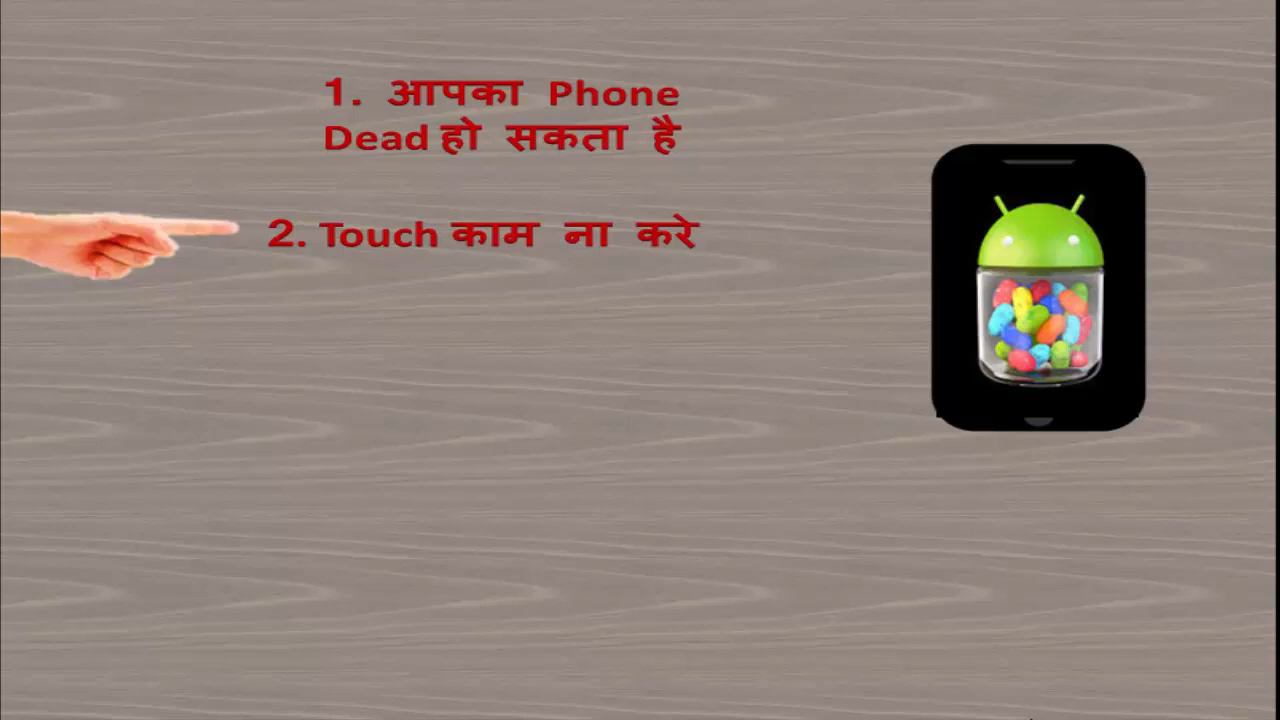 1. आपका Phone
Dead हो सकता है
2. Touch काम ना करे